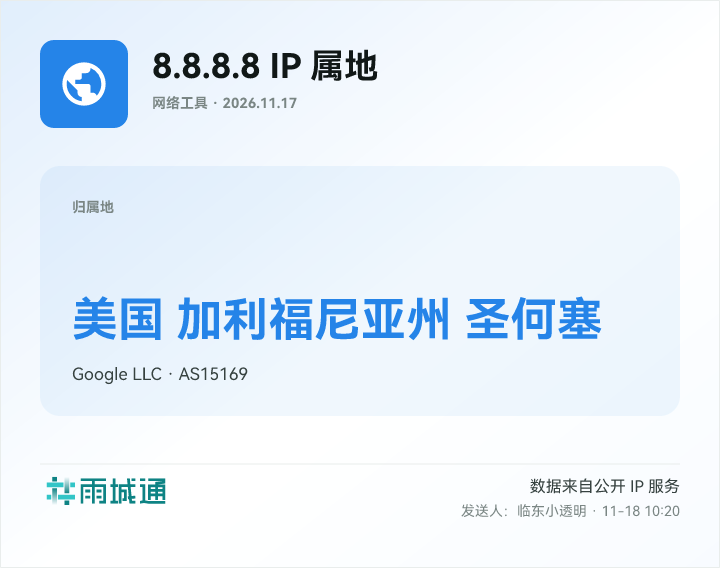 8.8.8.8 IP 属地
网络工具 · 2026.11.17
归属地
美国 加利福尼亚州 圣何塞
Google LLC · AS15169
雨城通
数据来自公开 IP 服务
发送人：临东小透明 · 11-18 10:20